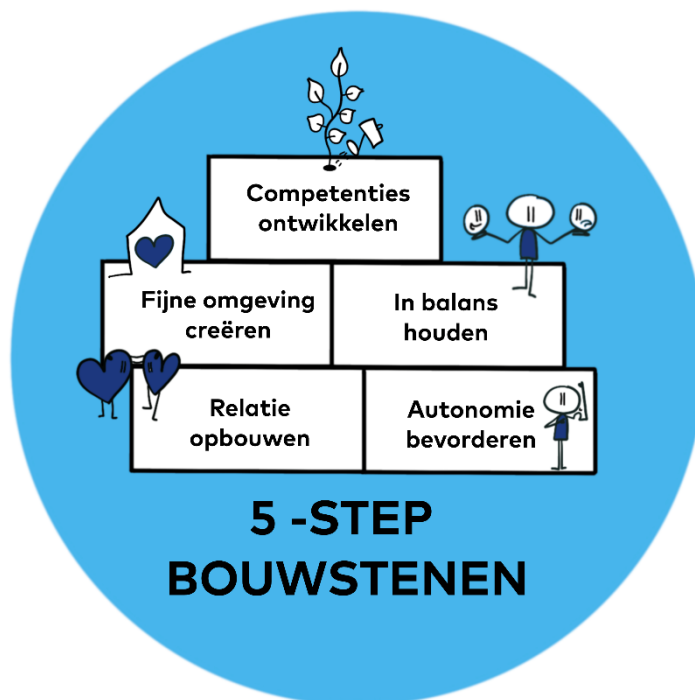 Competenties
ontwikkelen
Fijne omgeving
creëren
In balans
houden
Relatie
opbouwen
Autonomie
bevorderen
5 -STEP
BOUWSTENEN